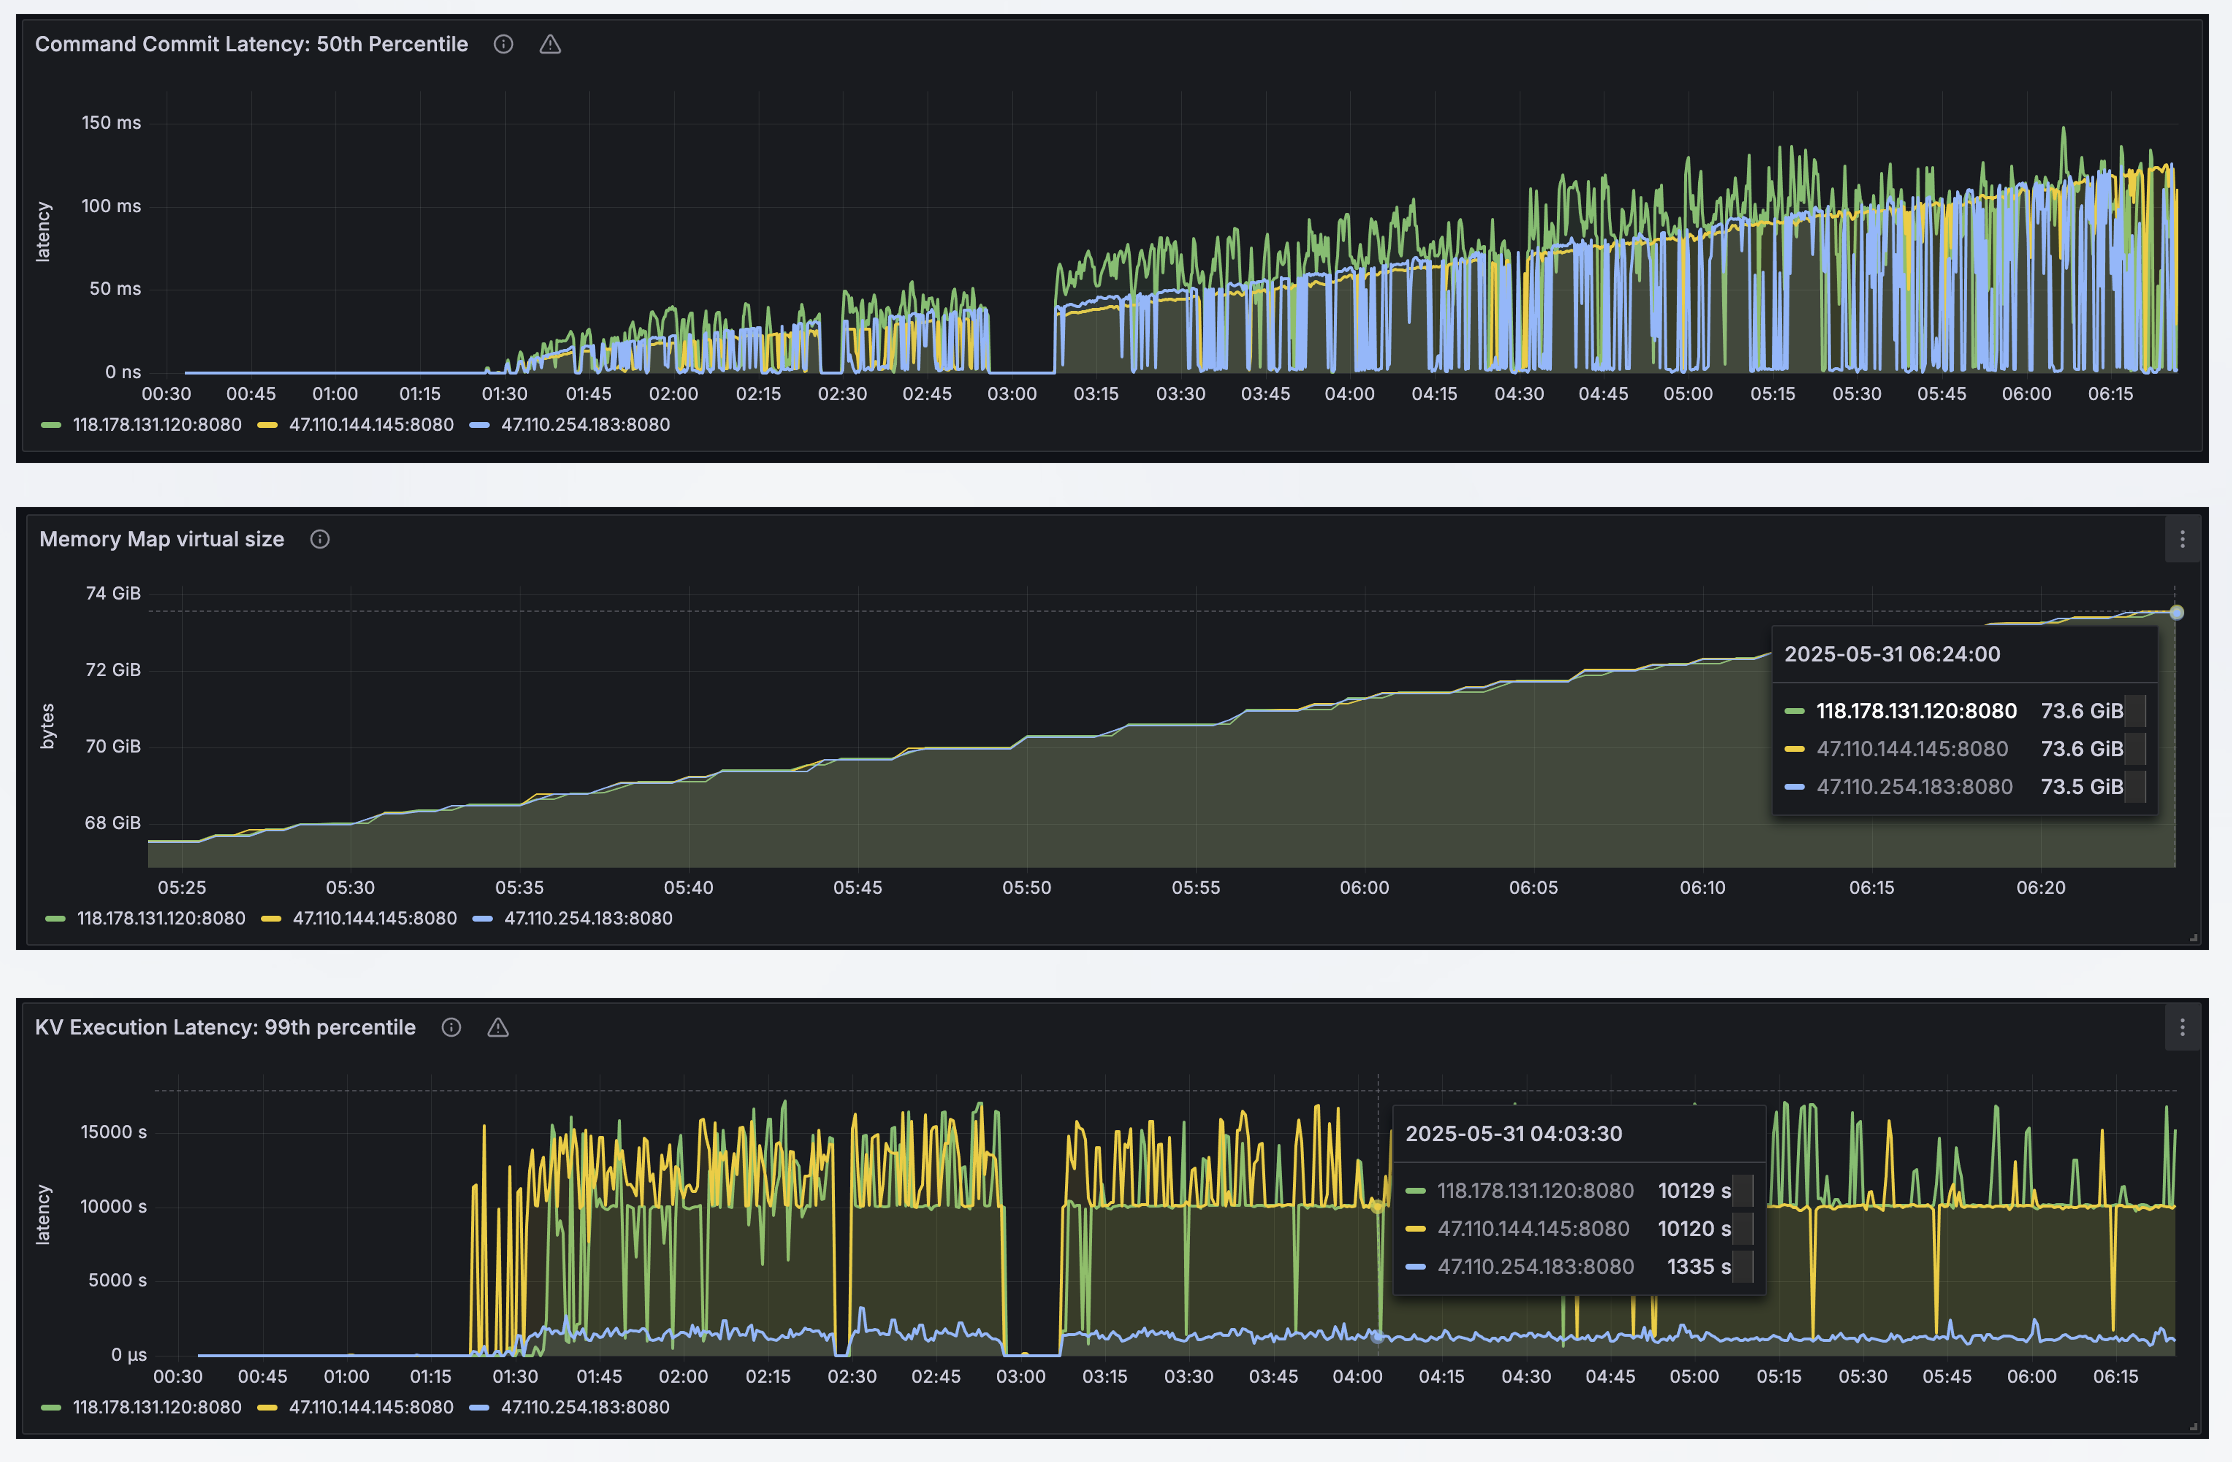 Command Commit Latency: 50th Percentile
150 ms
100 ms
50 ms
0 ns
latency
00:30 00:45 01:00 01:15 01:30 01:45 02:00 02:15 02:30 02:45 03:00 03:15 03:30 03:45 04:00 04:15 04:30 04:45 05:00 05:15 05:30 05:45 06:00 06:15
118.178.131.120:8080 47.110.144.145:8080 47.110.254.183:8080
Memory Map virtual size
74 GiB
72 GiB
70 GiB
68 GiB
bytes
2025-05-31 06:24:00
118.178.131.120:8080 73.6 GiB
47.110.144.145:8080 73.6 GiB
47.110.254.183:8080 73.5 GiB
05:25 05:30 05:35 05:40 05:45 05:50 05:55 06:00 06:05 06:10 06:15 06:20
118.178.131.120:8080 47.110.144.145:8080 47.110.254.183:8080
KV Execution Latency: 99th percentile
15000 s
10000 s
5000 s
0 µs
latency
2025-05-31 04:03:30
118.178.131.120:8080 10129 s
47.110.144.145:8080 10120 s
47.110.254.183:8080 1335 s
00:30 00:45 01:00 01:15 01:30 01:45 02:00 02:15 02:30 02:45 03:00 03:15 03:30 03:45 04:00 04:15 04:30 04:45 05:00 05:15 05:30 05:45 06:00 06:15
118.178.131.120:8080 47.110.144.145:8080 47.110.254.183:8080